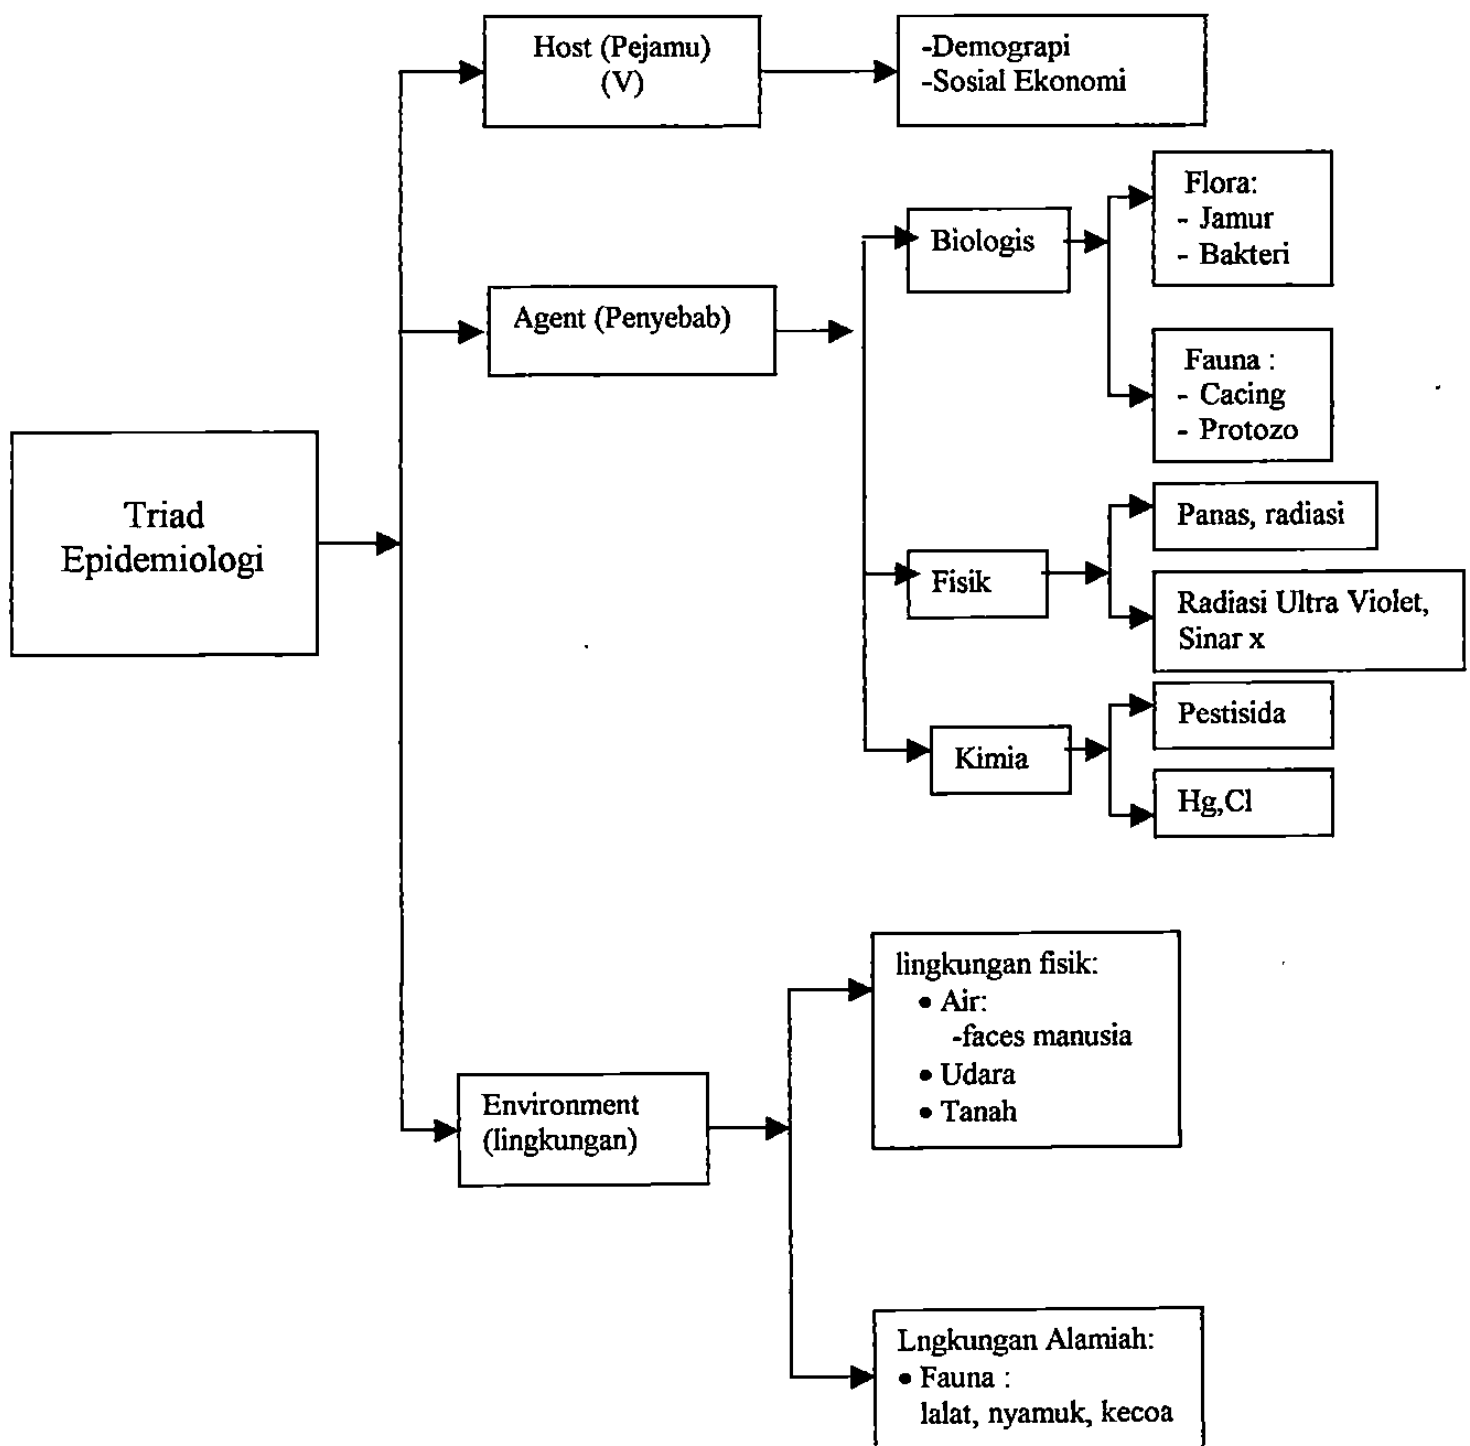 Host (Pejamu)
(V)
-Demograpi
-Sosial Ekonomi
Flora:
- Jamur
- Bakteri
Biologis
Agent (Penyebab)
Fauna :
- Cacing
- Protozo
Triad
Epidemiologi
Panas, radiasi
Fisik
Radiasi Ultra Violet,
Sinar x
Pestisida
Kimia
Hg,Cl
lingkungan fisik:
• Air:
-faces manusia
• Udara
• Tanah
Environment
(lingkungan)
Lngkungan Alamiah:
• Fauna :
lalat, nyamuk, kecoa